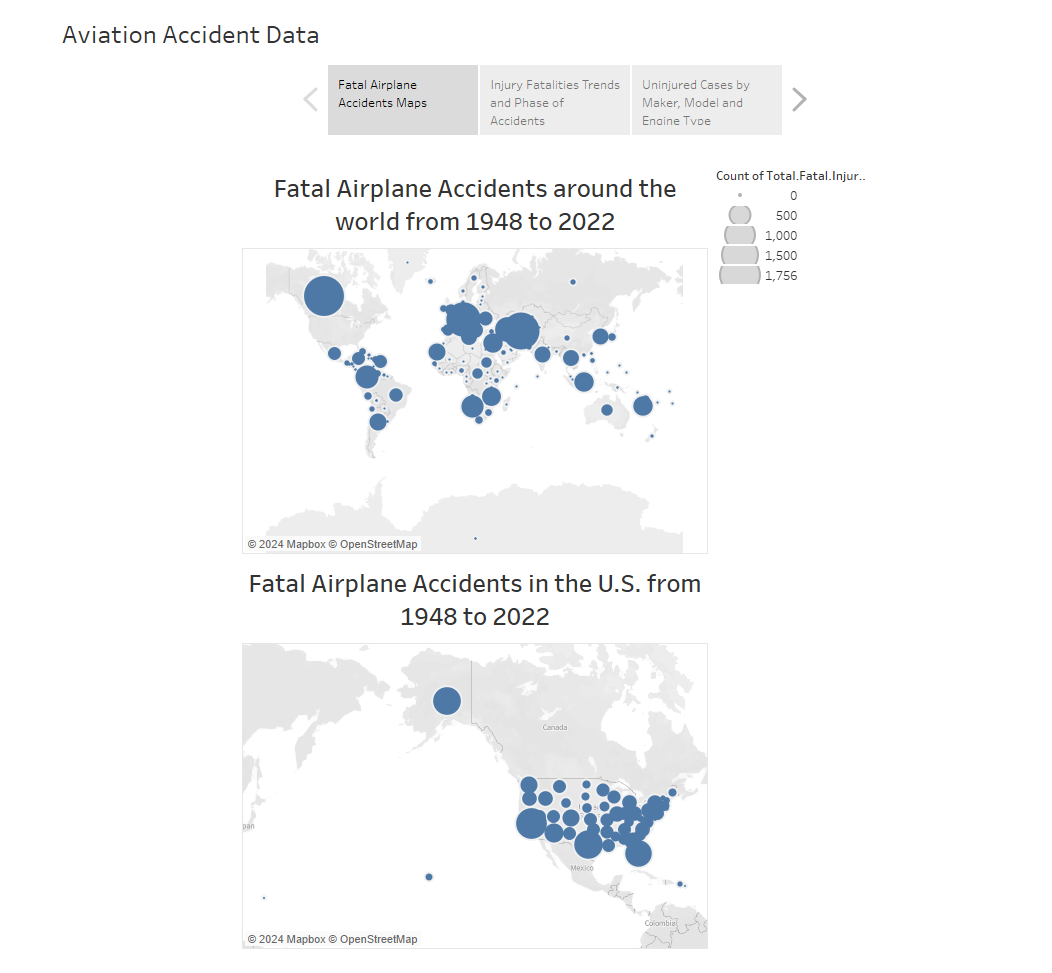 Aviation Accident Data
Fatal Airplane
Accidents Maps
Injury Fatalities Trends
and Phase of
Accidents
Uninjured Cases by
Maker, Model and
Engine Type
Fatal Airplane Accidents around the
world from 1948 to 2022
Count of Total.Fatal.Injur..
0
500
1,000
1,500
1,756
© 2024 Mapbox © OpenStreetMap
Fatal Airplane Accidents in the U.S. from
1948 to 2022
Canada
pan
Mexico
Colombia
© 2024 Mapbox © OpenStreetMap